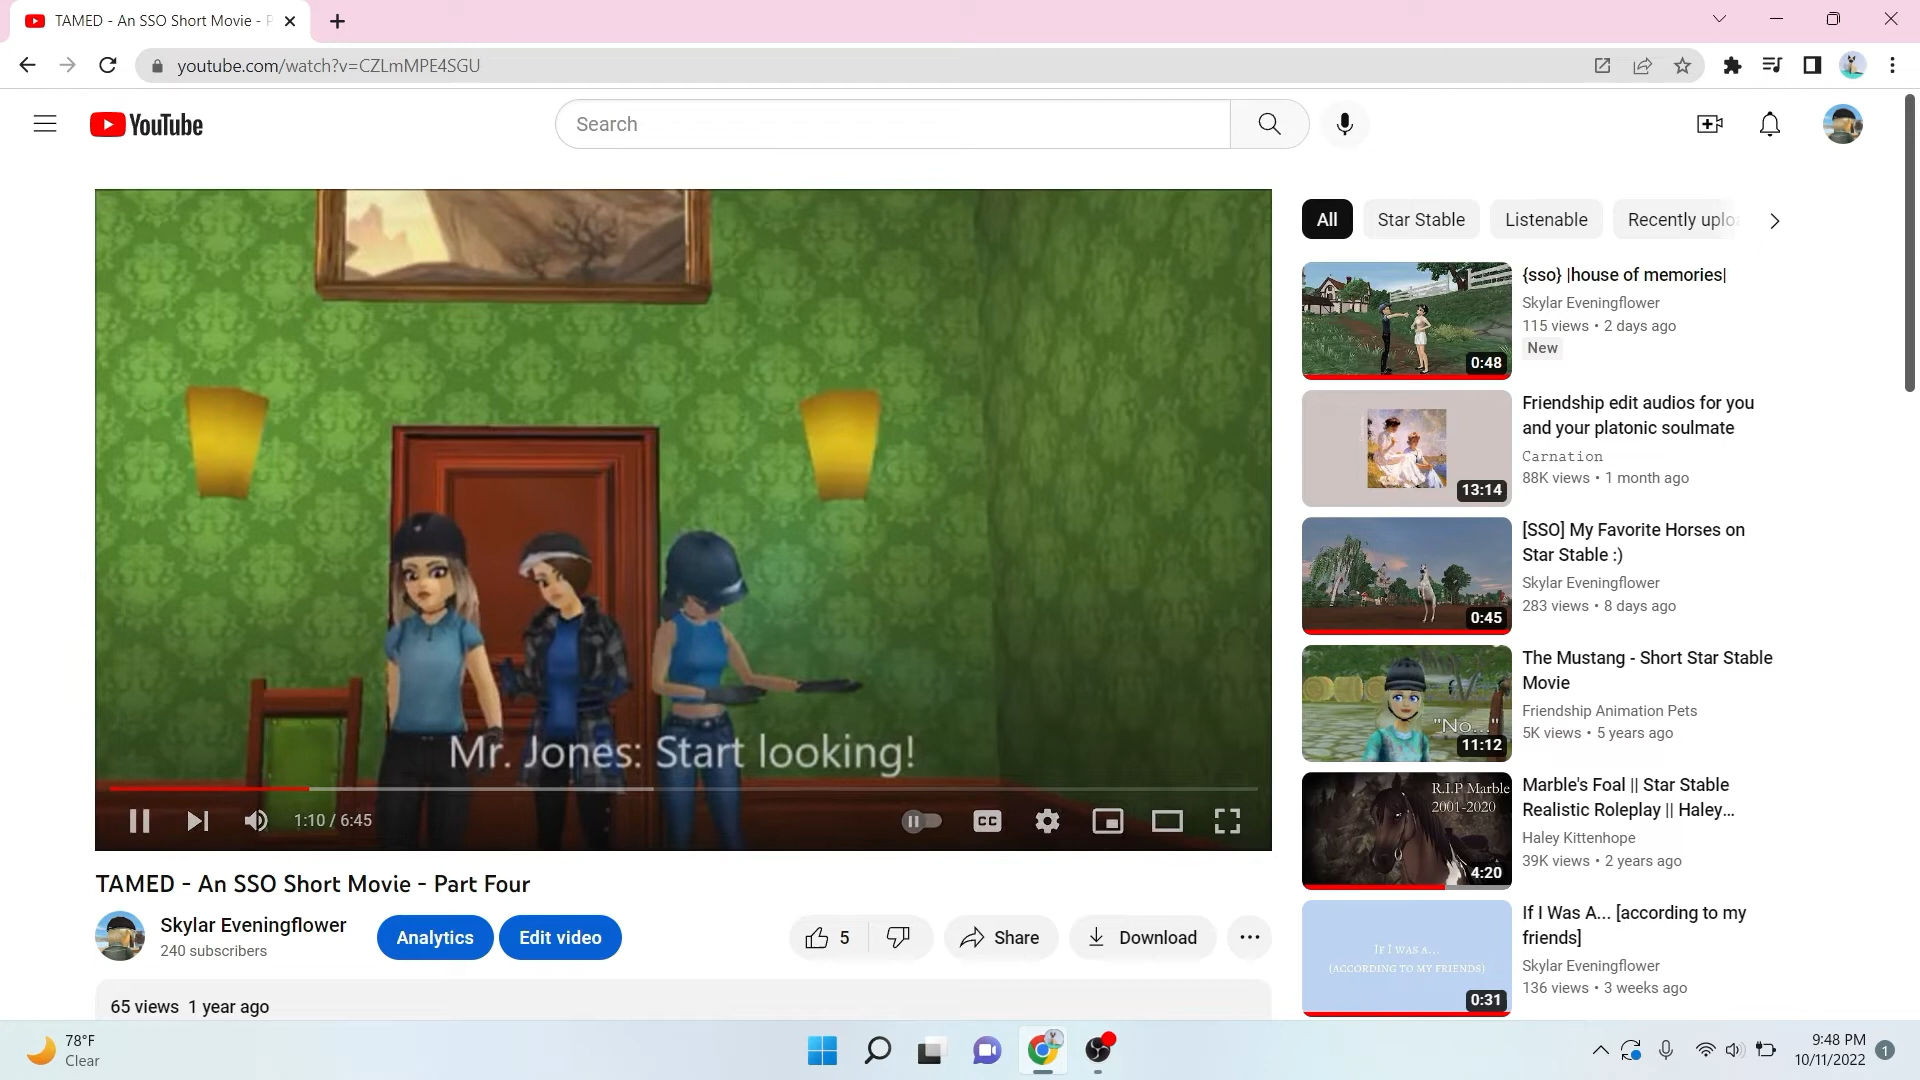 TAMED - An SSO Short Movie - P
youtube.com/watch?v=CZLmMPE4SGU
YouTube
Search
All
Star Stable
Listenable
Recently uplo
Mr. Jones: Start looking!
1:10 / 6:45
CC
TAMED - An SSO Short Movie - Part Four
Skylar Eveningflower
240 subscribers
Analytics
Edit video
5
Share
Download
65 views 1 year ago
{sso} |house of memories|
Skylar Eveningflower
115 views • 2 days ago
New
0:48
Friendship edit audios for you
and your platonic soulmate
Carnation
88K views • 1 month ago
13:14
[SSO] My Favorite Horses on
Star Stable :)
Skylar Eveningflower
283 views • 8 days ago
0:45
The Mustang - Short Star Stable
Movie
Friendship Animation Pets
5K views • 5 years ago
"No..."
11:12
Marble's Foal || Star Stable
Realistic Roleplay || Haley...
Haley Kittenhope
39K views • 2 years ago
R.I.P Marble
2001-2020
4:20
If I Was A... [according to my
friends]
Skylar Eveningflower
136 views • 3 weeks ago
IF I WAS A...
(ACCORDING TO MY FRIENDS)
0:31
78°F
Clear
9:48 PM
10/11/2022
1